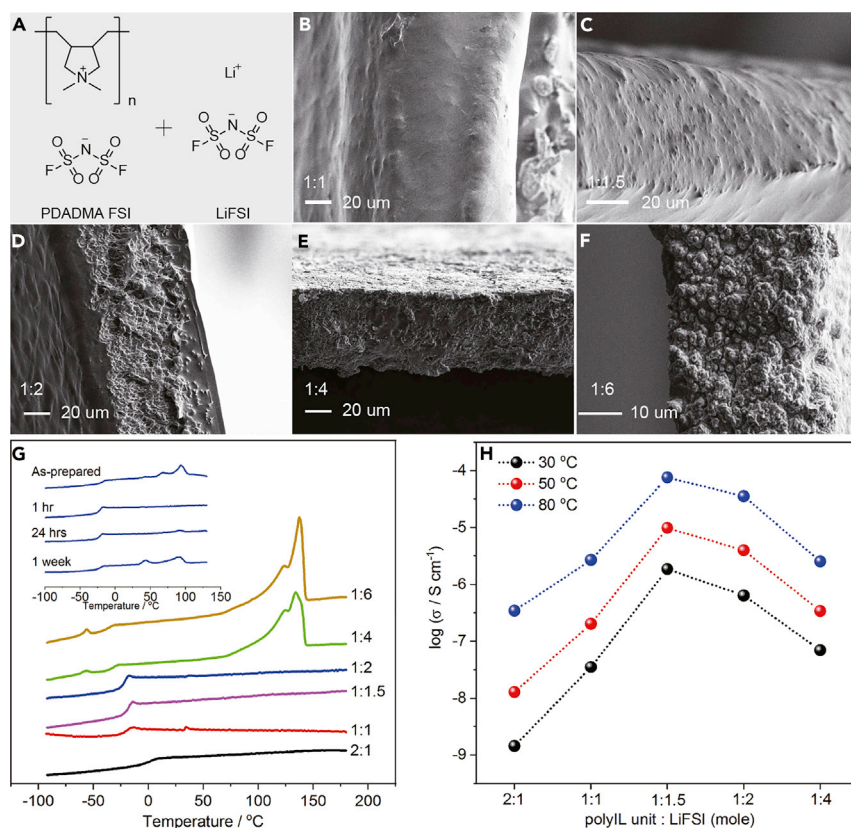 A
n
N
+
Li+
+
O
−
O
S
N
S
F
O
O
F
O
−
O
S
N
S
F
O
O
F
PDADMA FSI
LiFSI
B
1:1
20 um
C
1:1.5
20 um
D
1:2
20 um
E
1:4
20 um
F
1:6
10 um
G
As-prepared
1 hr
24 hrs
1 week
-100 -50 0 50 100 150
Temperature / °C
1:6
1:4
1:2
1:1.5
1:1
2:1
-100 -50 0 50 100 150 200
Temperature / °C
H
30 °C
50 °C
80 °C
-4
-5
-6
-7
-8
-9
log (σ / S cm⁻¹)
2:1 1:1 1:1.5 1:2 1:4
polyIL unit : LiFSI (mole)